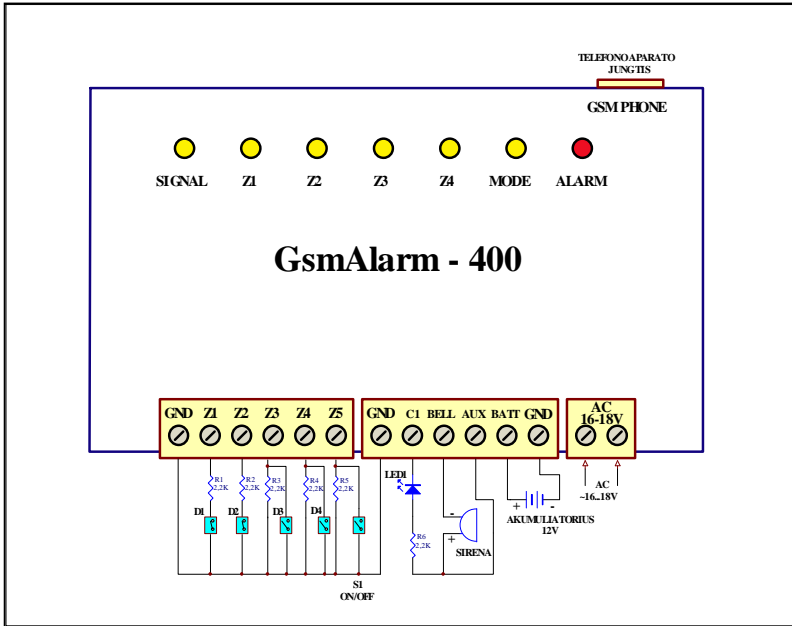 TELEFONO APARATO
JUNGTIS
GSM PHONE
SIGNAL Z1 Z2 Z3 Z4 MODE ALARM
GsmAlarm - 400
GND Z1 Z2 Z3 Z4 Z5
GND C1 BELL AUX BATT GND
AC
16-18V
R1
2,2K
R2
2,2K
R3
2,2K
R4
2,2K
R5
2,2K
LED1
AC
~16...18V
+ -
AKUMULIATORIUS
12V
D1 D2 D3 D4
-
+
SIRENA
R6
2,2K
S1
ON/OFF